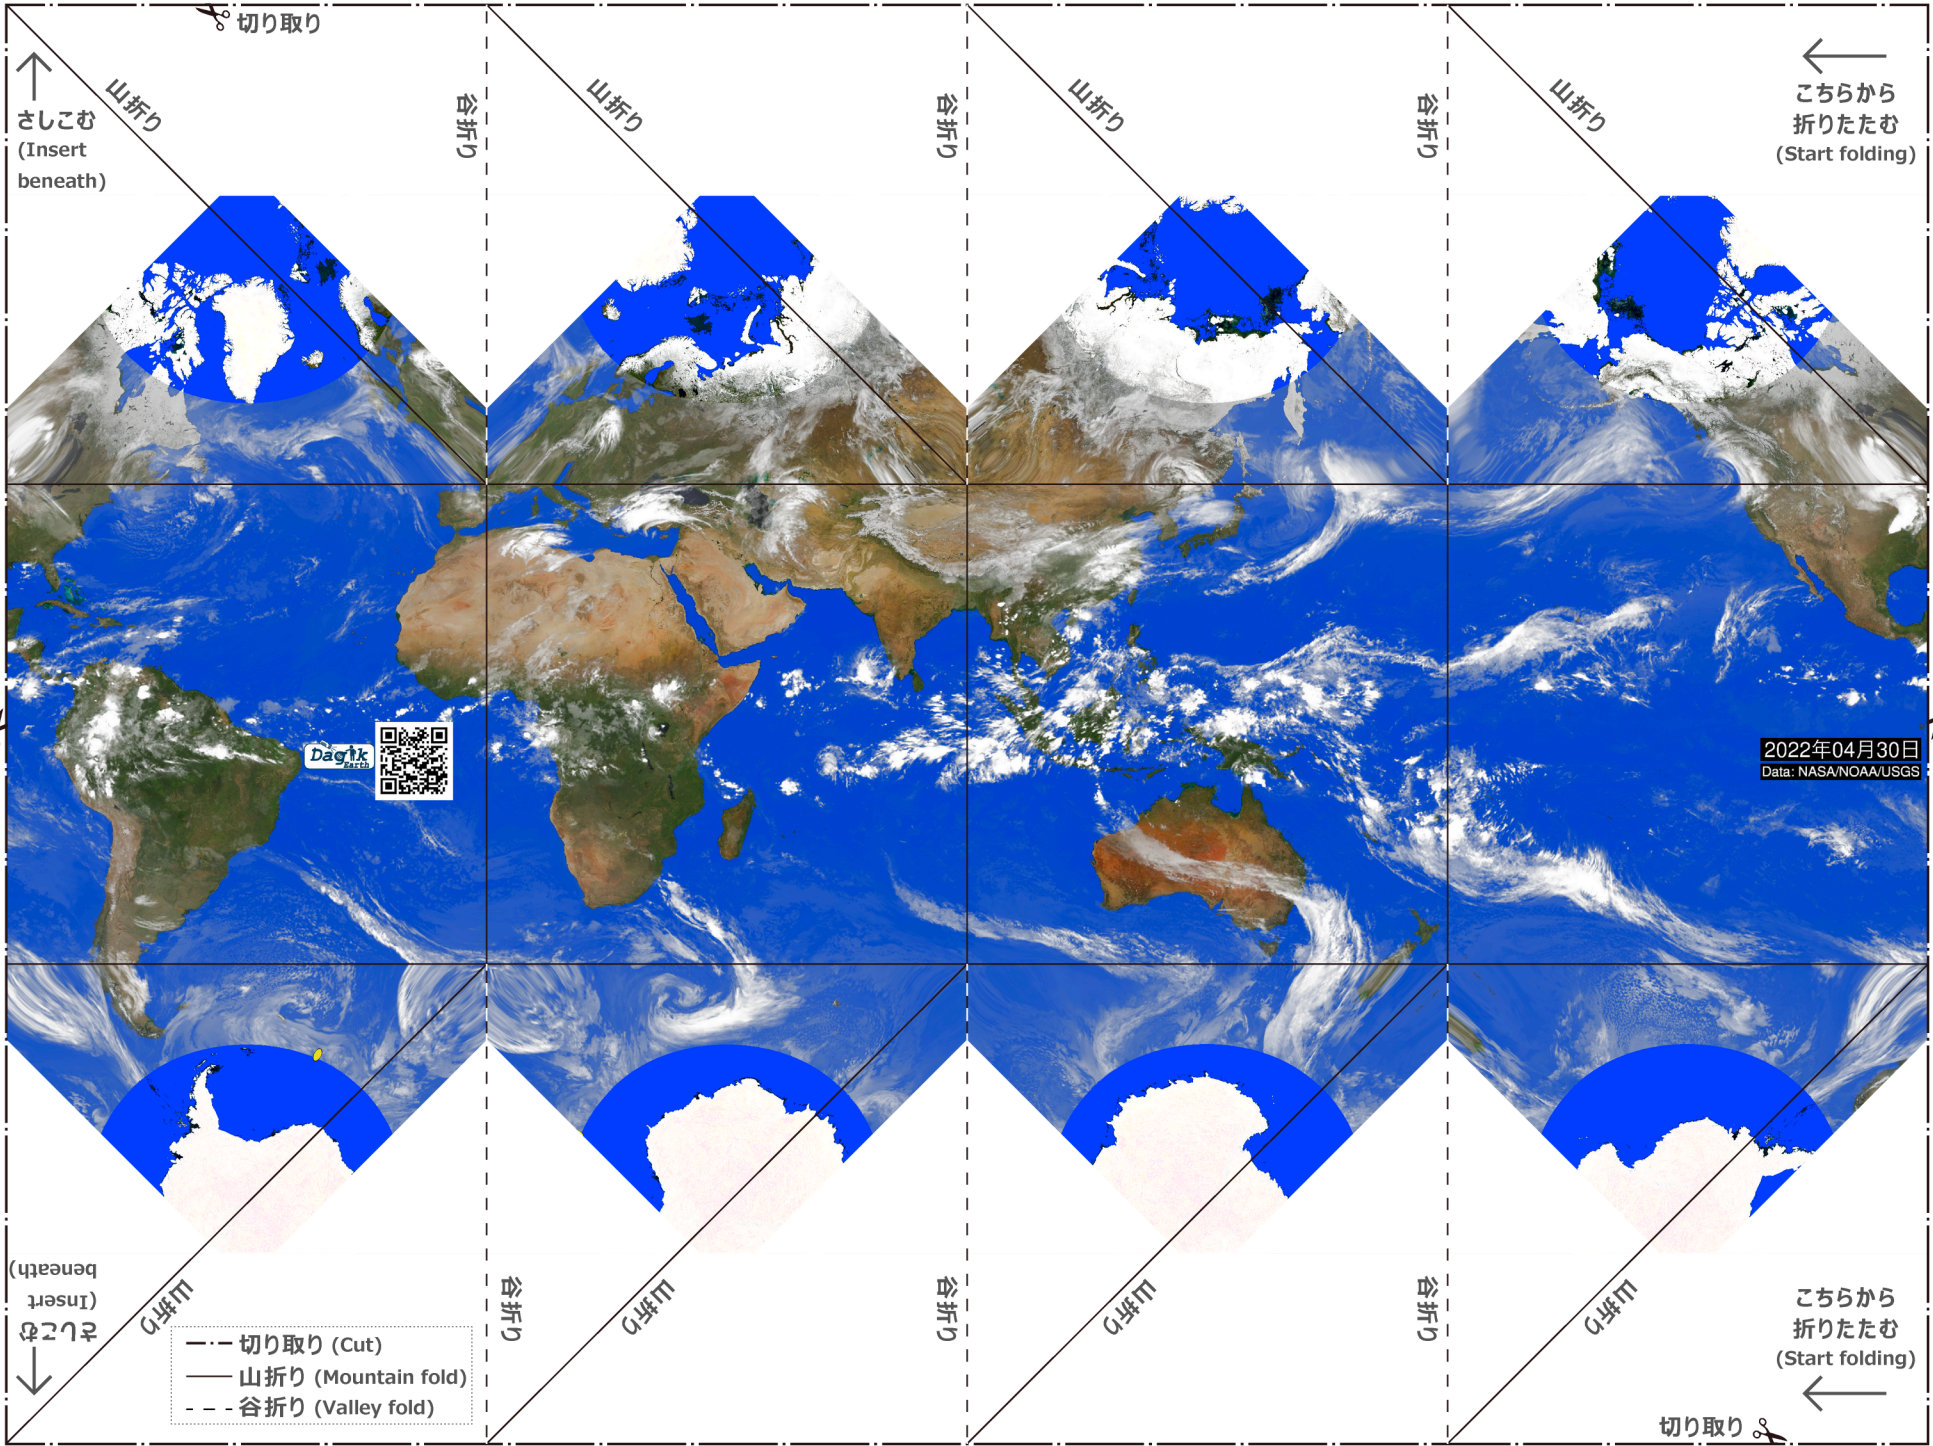 切り取り
山折り
谷折り
山折り
谷折り
山折り
谷折り
山折り
さしこむ
(Insert
beneath)
こちらから
折りたたむ
(Start folding)
Dagik
Earth
2022年04月30日
Data: NASA/NOAA/USGS
さしこむ
(Insert
beneath)
山折り
谷折り
山折り
谷折り
山折り
谷折り
山折り
切り取り (Cut)
山折り (Mountain fold)
谷折り (Valley fold)
こちらから
折りたたむ
(Start folding)
切り取り